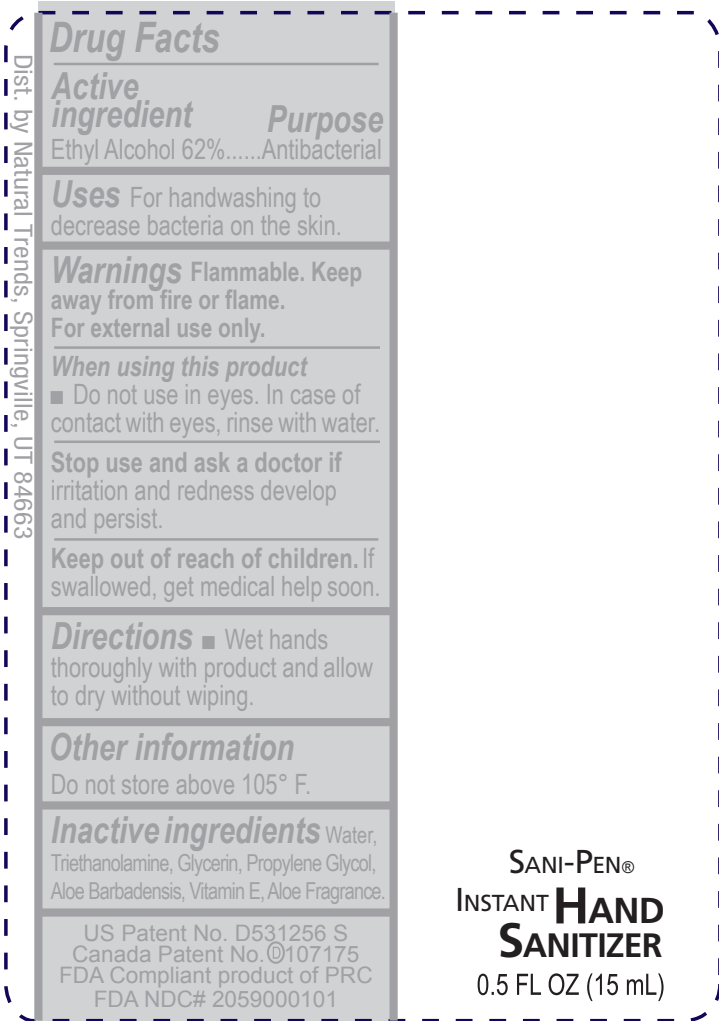 Drug Facts
Active
ingredient Purpose
Ethyl Alcohol 62%......Antibacterial
Uses For handwashing to
decrease bacteria on the skin.
Warnings Flammable. Keep
away from fire or flame.
For external use only.
When using this product
■ Do not use in eyes. In case of
contact with eyes, rinse with water.
Stop use and ask a doctor if
irritation and redness develop
and persist.
Keep out of reach of children. If
swallowed, get medical help soon.
Directions ■ Wet hands
thoroughly with product and allow
to dry without wiping.
Other information
Do not store above 105° F.
Inactive ingredients Water,
Triethanolamine, Glycerin, Propylene Glycol,
Aloe Barbadensis, Vitamin E, Aloe Fragrance.
US Patent No. D531256 S
Canada Patent No. Ⓓ107175
FDA Compliant product of PRC
FDA NDC# 2059000101
Dist. by Natural Trends, Springville, UT 84663
SANI-PEN®
INSTANT HAND
SANITIZER
0.5 FL OZ (15 mL)